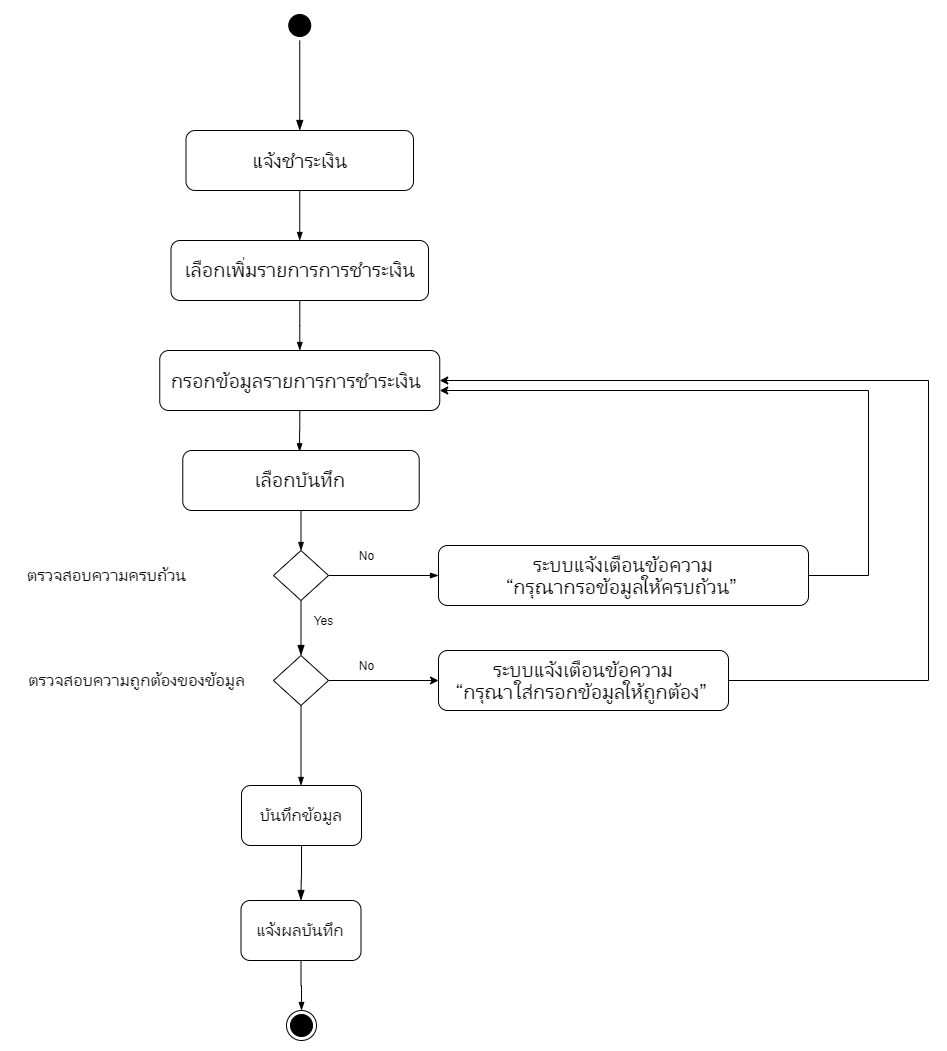 แจ้งชำระเงิน
เลือกเพิ่มรายการการชำระเงิน
กรอกข้อมูลรายการการชำระเงิน
เลือกบันทึก
ตรวจสอบความครบถ้วน
No
ระบบแจ้งเตือนข้อความ
“กรุณากรอข้อมูลให้ครบถ้วน”
Yes
ตรวจสอบความถูกต้องของข้อมูล
No
ระบบแจ้งเตือนข้อความ
“กรุณาใส่กรอกข้อมูลให้ถูกต้อง”
บันทึกข้อมูล
แจ้งผลบันทึก